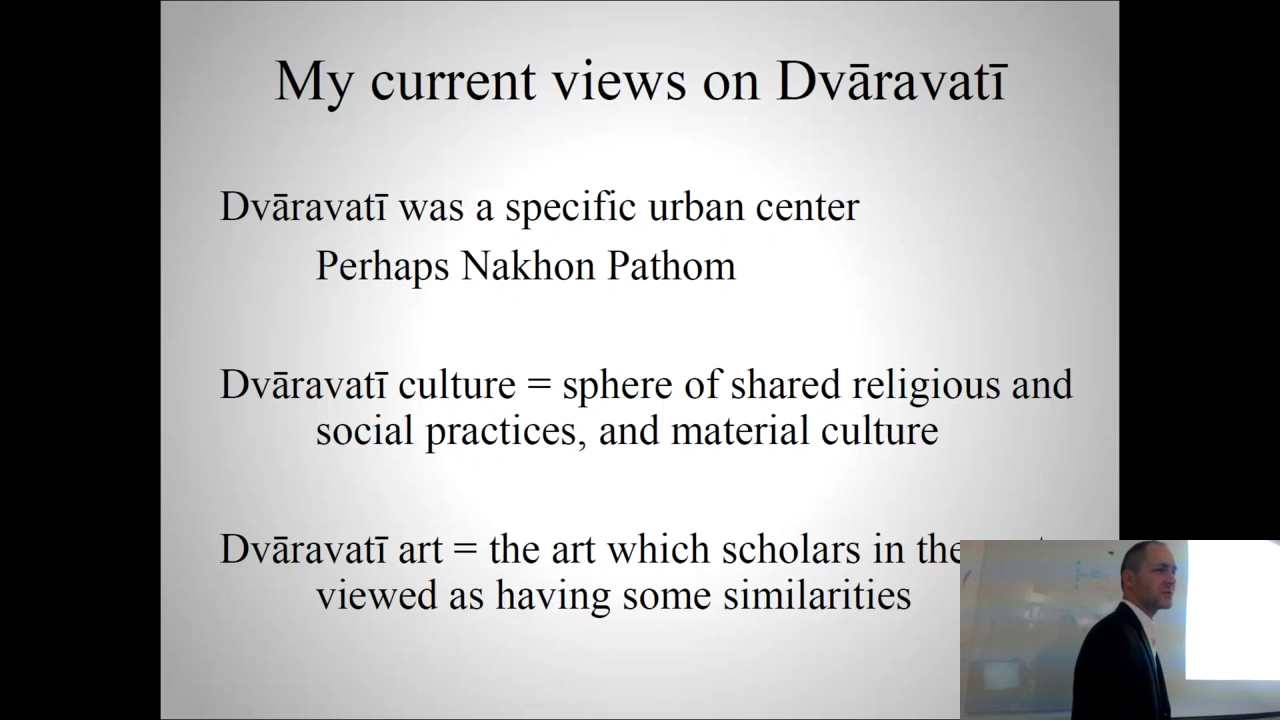 My current views on Dvāravatī
Dvāravatī was a specific urban center
Perhaps Nakhon Pathom
Dvāravatī culture = sphere of shared religious and
social practices, and material culture
Dvāravatī art = the art which scholars in the
viewed as having some similarities